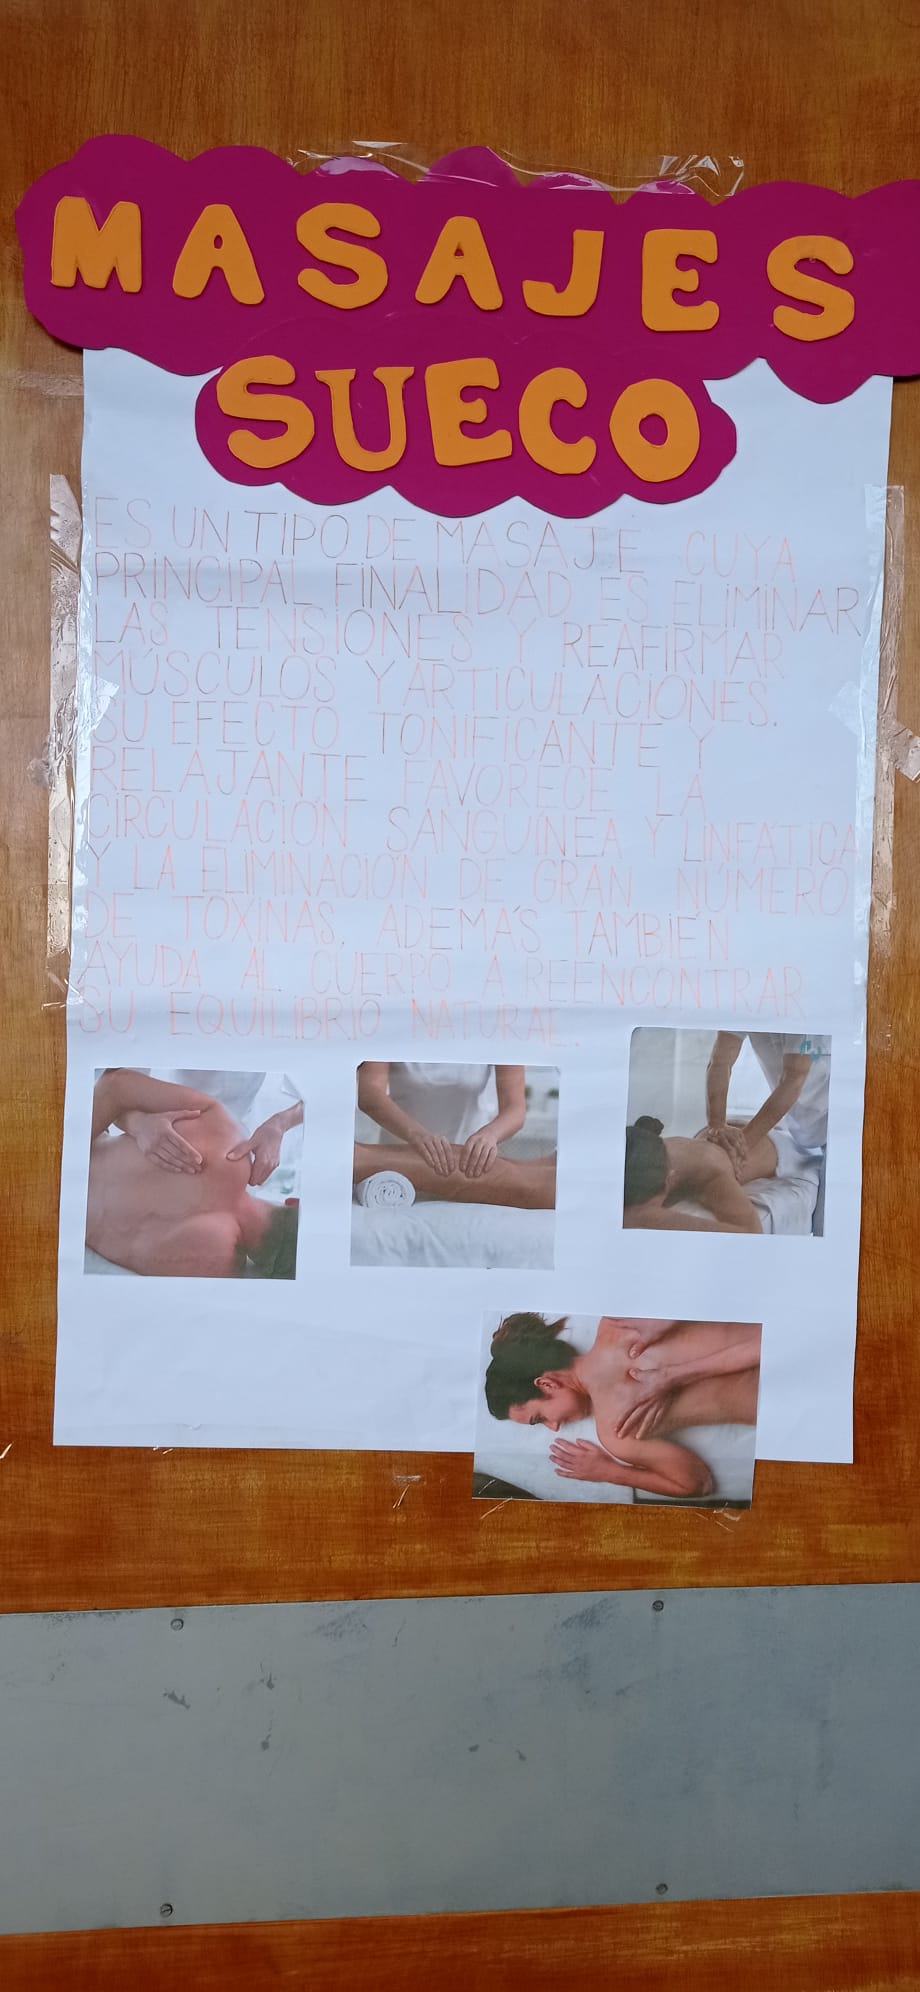 MASAJES
SUECO
ES UN TIPO DE MASAJE CUYA
PRINCIPAL FINALIDAD ES ELIMINAR
LAS TENSIONES Y REAFIRMAR
MÚSCULOS Y ARTICULACIONES.
SU EFECTO TONIFICANTE Y
RELAJANTE FAVORECE LA
CIRCULACIÓN SANGUÍNEA Y LINFÁTICA
Y LA ELIMINACIÓN DE GRAN NÚMERO
DE TOXINAS. ADEMÁS TAMBIÉN
AYUDA AL CUERPO A REENCONTRAR
SU EQUILIBRIO NATURAL.